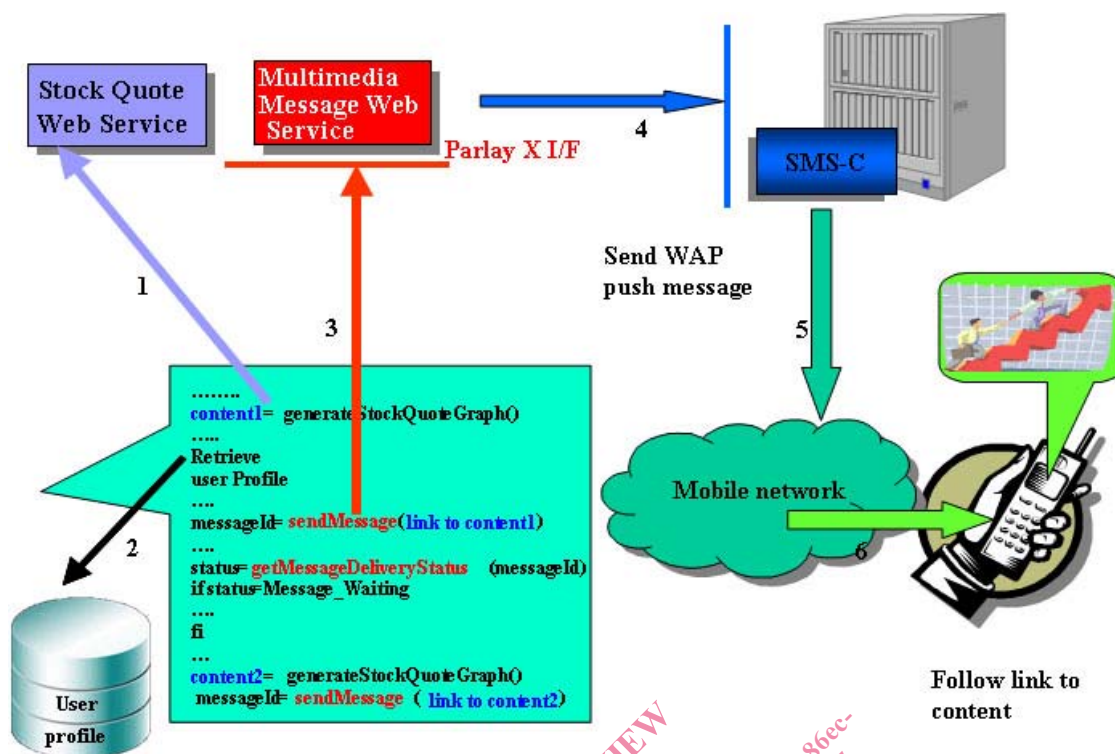 Stock Quote
Web Service
Multimedia
Message Web
Service
Parlay X I/F
4
SMS-C
1
3
Send WAP
push message
5
........
content1= generateStockQuoteGraph()
.....
Retrieve
user Profile
....
messageId= sendMessage(link to content1)
....
status= getMessageDeliveryStatus (messageId)
if status=Message_Waiting
....
fi
...
content2= generateStockQuoteGraph()
messageId= sendMessage ( link to content2)
2
User
profile
Mobile network
6
Follow link to
content